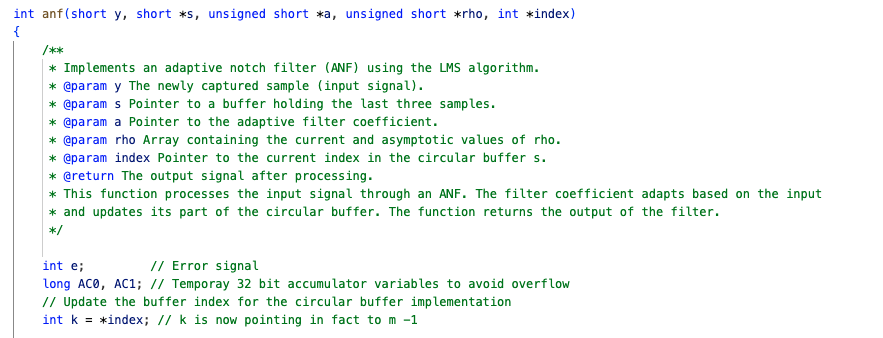 int anf(short y, short *s, unsigned short *a, unsigned short *rho, int *index)
{
/**
* Implements an adaptive notch filter (ANF) using the LMS algorithm.
* @param y The newly captured sample (input signal).
* @param s Pointer to a buffer holding the last three samples.
* @param a Pointer to the adaptive filter coefficient.
* @param rho Array containing the current and asymptotic values of rho.
* @param index Pointer to the current index in the circular buffer s.
* @return The output signal after processing.
* This function processes the input signal through an ANF. The filter coefficient adapts based on the input
* and updates its part of the circular buffer. The function returns the output of the filter.
*/
int e; // Error signal
long AC0, AC1; // Temporay 32 bit accumulator variables to avoid overflow
// Update the buffer index for the circular buffer implementation
int k = *index; // k is now pointing in fact to m -1